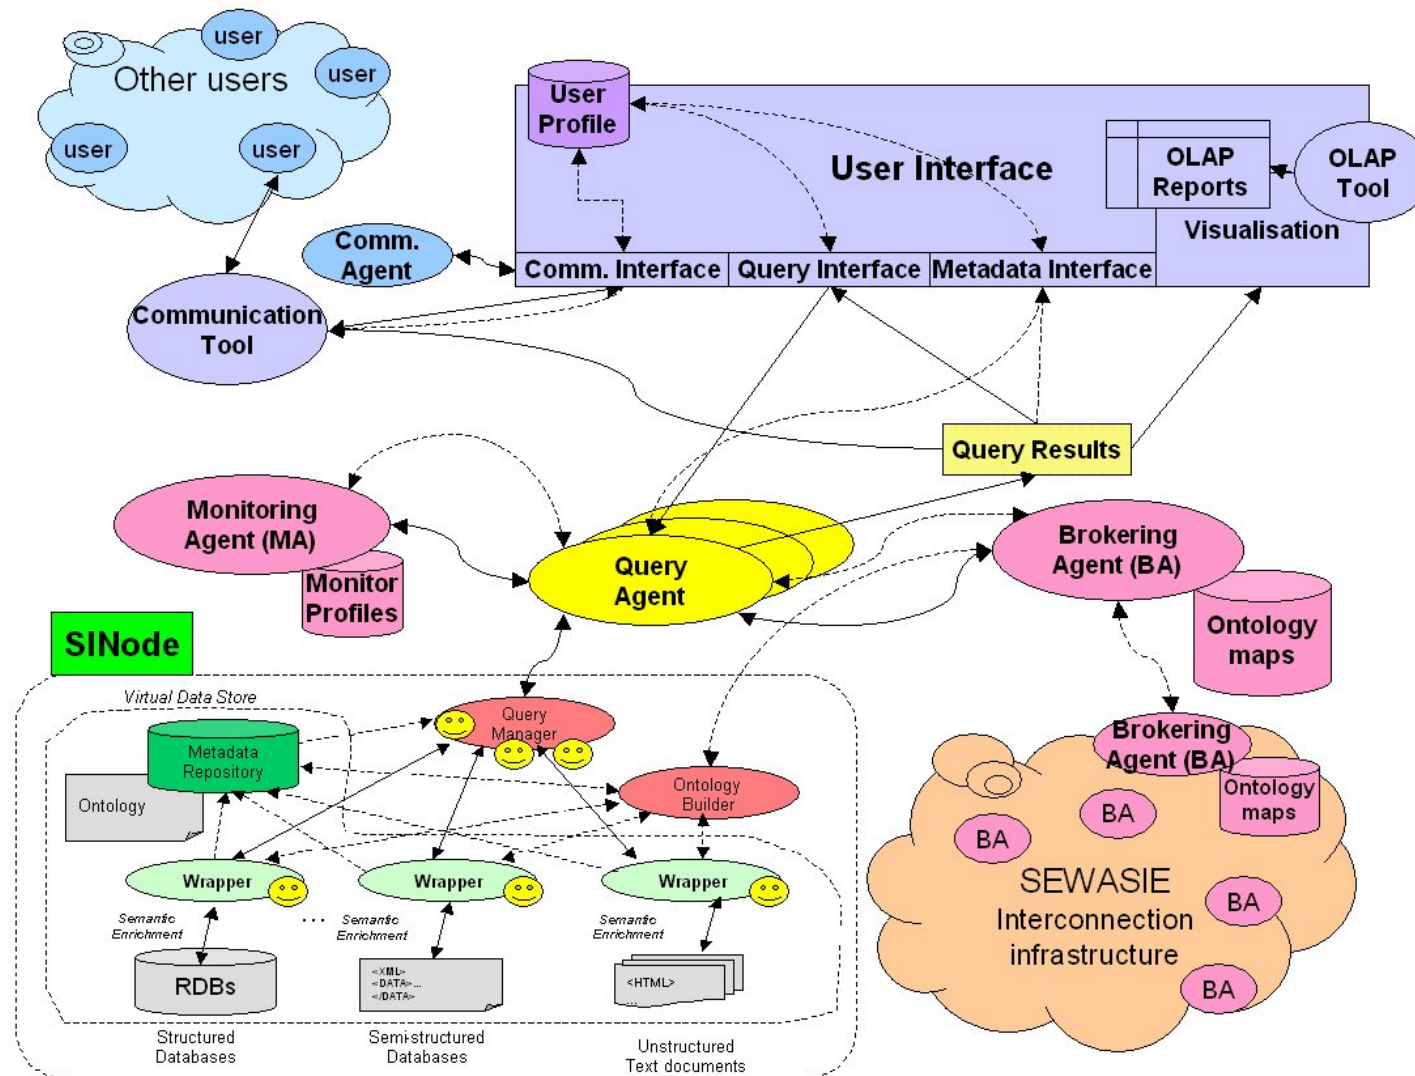 user
user
Other users
user
user
User
Profile
User Interface
OLAP
Reports
OLAP
Tool
Visualisation
Comm.
Agent
Comm. Interface
Query Interface
Metadata Interface
Communication
Tool
Query Results
Monitoring
Agent (MA)
Monitor
Profiles
Query
Agent
Brokering
Agent (BA)
Ontology
maps
SINode
Virtual Data Store
Query
Manager
Metadata
Repository
Ontology
Ontology
Builder
Brokering
Agent (BA)
Ontology
maps
BA
BA
BA
BA
SEWASIE
Interconnection
infrastructure
Wrapper
Wrapper
Wrapper
Semantic
Enrichment
...
Semantic
Enrichment
Semantic
Enrichment
RDBs
<XML>
<DATA>...
</DATA>
<HTML>
...
Structured
Databases
Semi-structured
Databases
Unstructured
Text documents